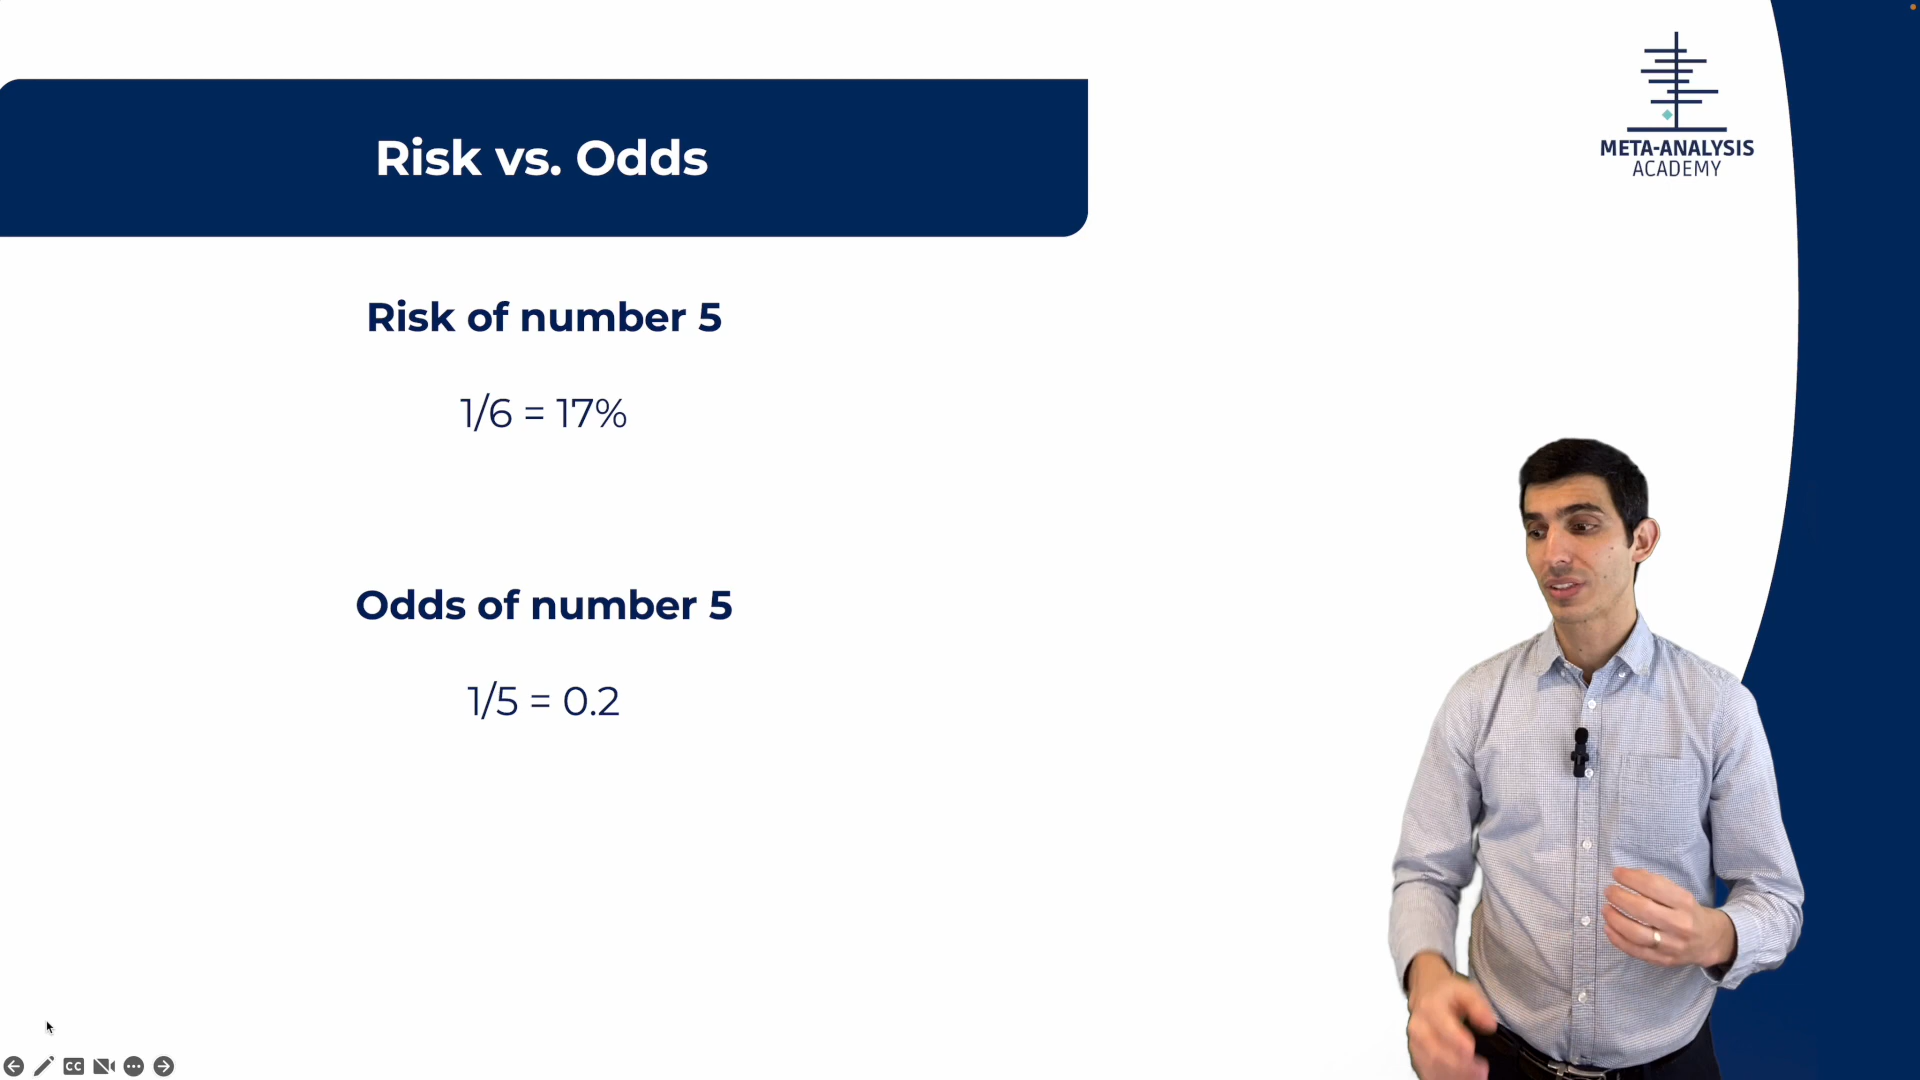 Risk vs. Odds
META-ANALYSIS
ACADEMY
Risk of number 5
1/6 = 17%
Odds of number 5
1/5 = 0.2
CC